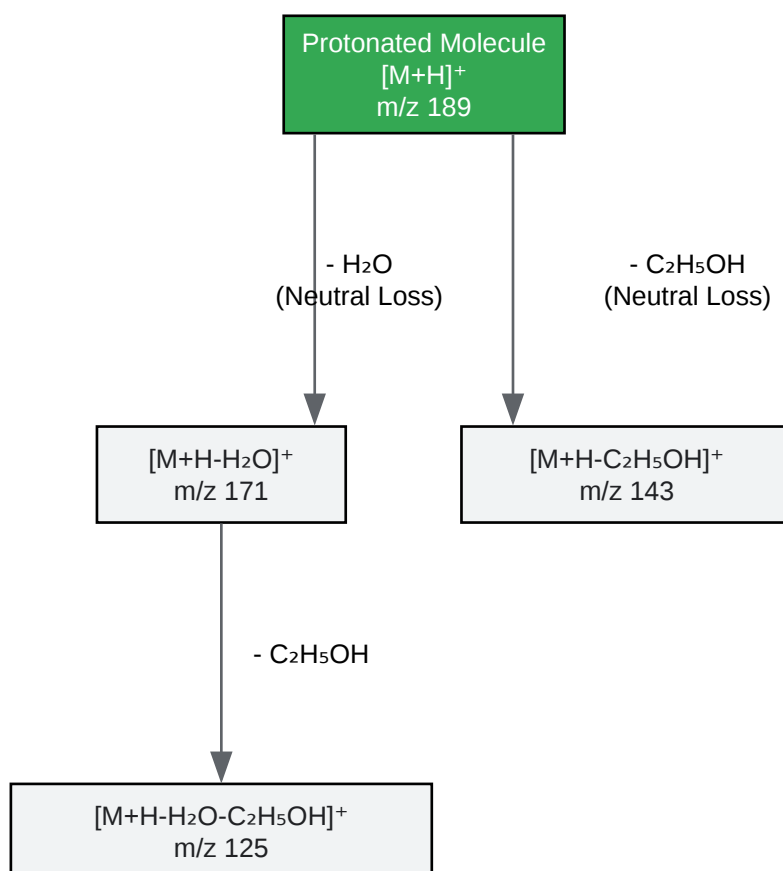 Protonated Molecule
[M+H]⁺
m/z 189
- H₂O
(Neutral Loss)
- C₂H₅OH
(Neutral Loss)
[M+H-H₂O]⁺
m/z 171
[M+H-C₂H₅OH]⁺
m/z 143
- C₂H₅OH
[M+H-H₂O-C₂H₅OH]⁺
m/z 125